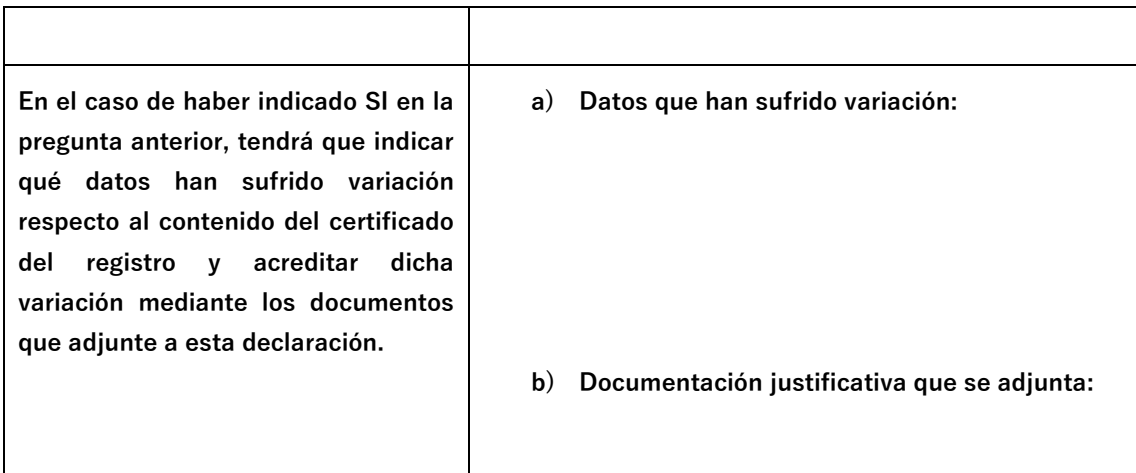 En el caso de haber indicado SI en la
pregunta anterior, tendrá que indicar
qué datos han sufrido variación
respecto al contenido del certificado
del registro y acreditar dicha
variación mediante los documentos
que adjunte a esta declaración.
a) Datos que han sufrido variación:
b) Documentación justificativa que se adjunta: